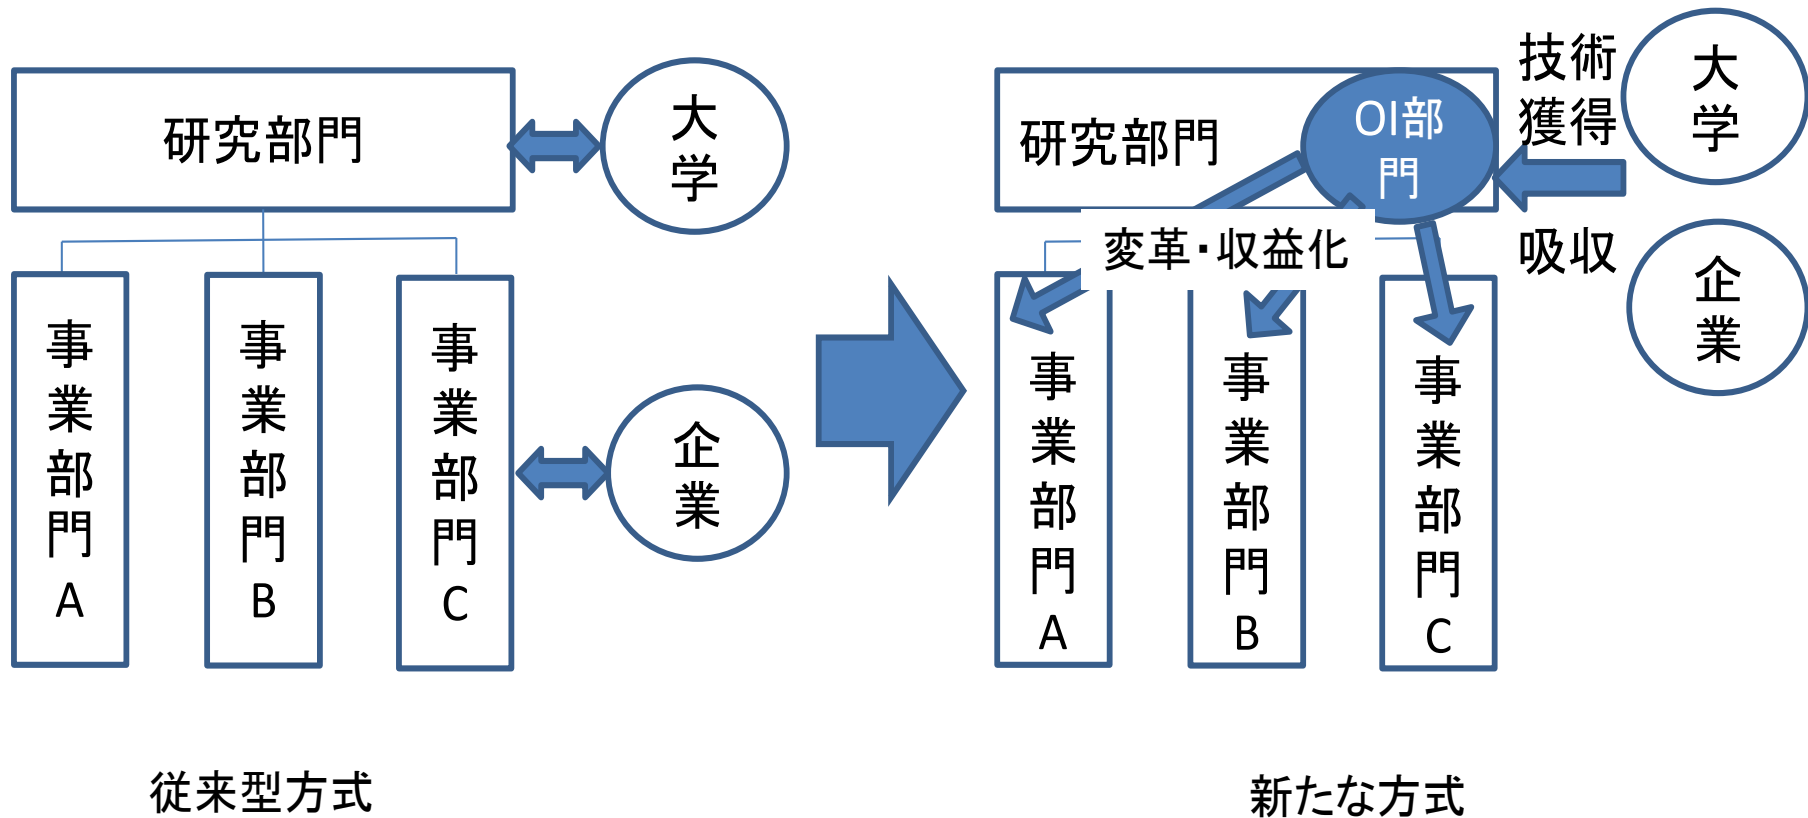 研究部門
大
学
事
業
部
門
A
事
業
部
門
B
事
業
部
門
C
企
業
従来型方式
研究部門
OI部
門
技術
獲得
吸収
大
学
企
業
変革・収益化
事
業
部
門
A
事
業
部
門
B
事
業
部
門
C
新たな方式